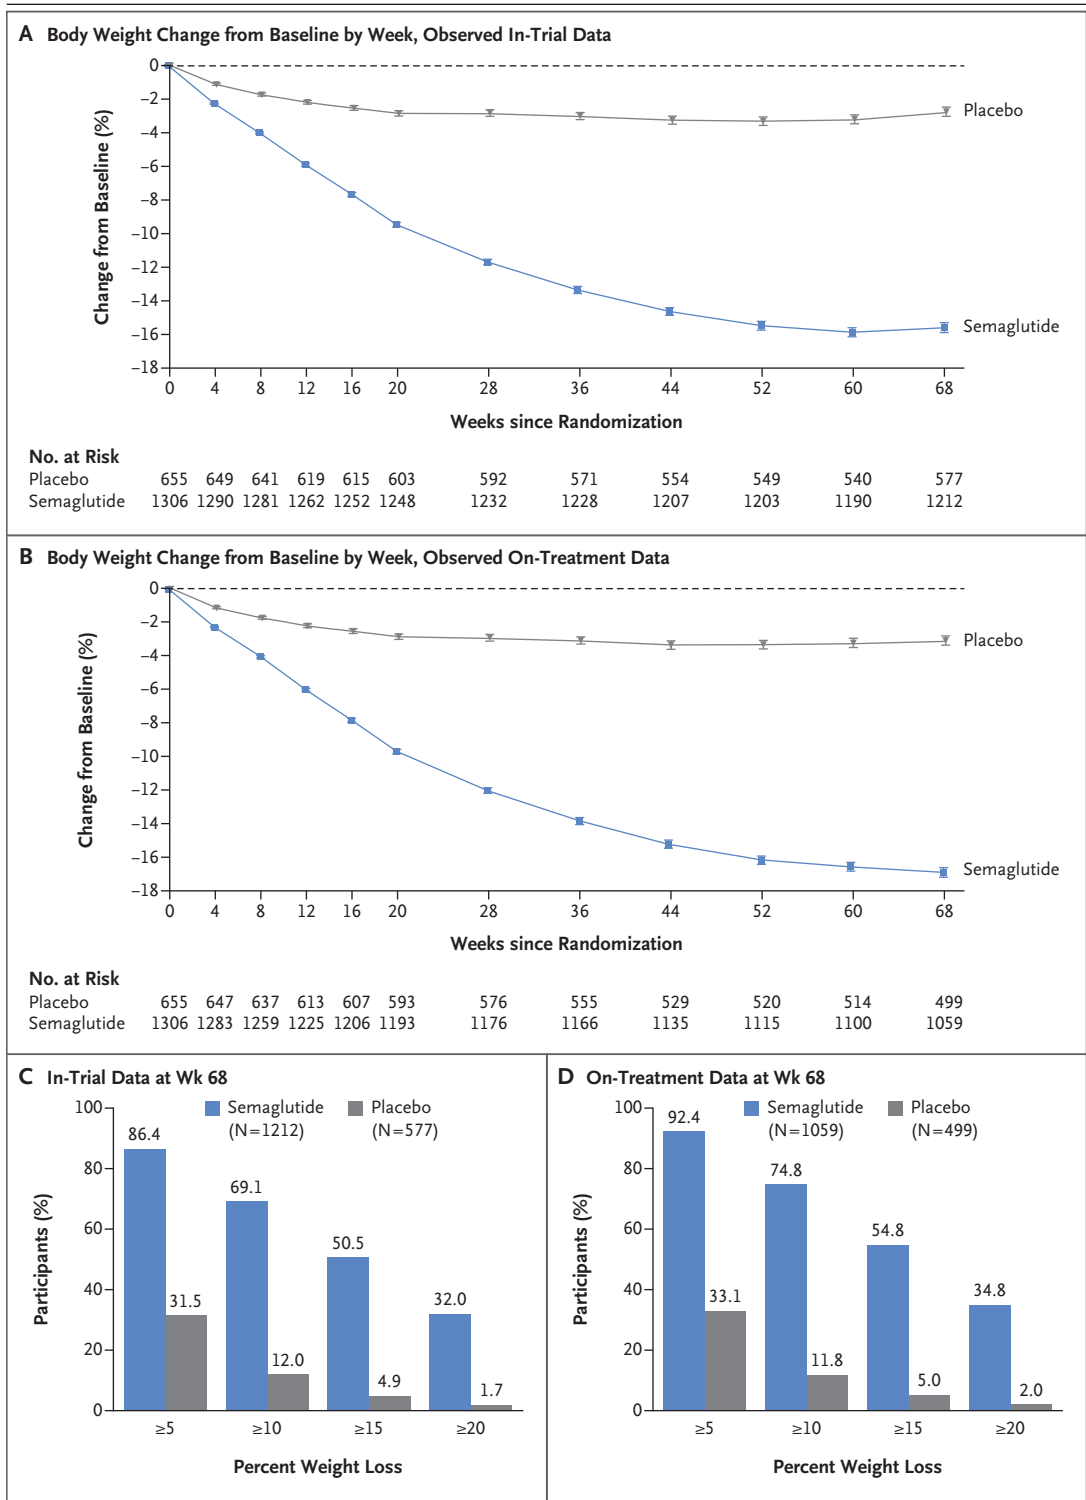 A Body Weight Change from Baseline by Week, Observed In-Trial Data
Change from Baseline (%)
0
–2
–4
–6
–8
–10
–12
–14
–16
–18
Placebo
Semaglutide
0 4 8 12 16 20 28 36 44 52 60 68
Weeks since Randomization
No. at Risk
Placebo 655 649 641 619 615 603 592 571 554 549 540 577
Semaglutide 1306 1290 1281 1262 1252 1248 1232 1228 1207 1203 1190 1212
B Body Weight Change from Baseline by Week, Observed On-Treatment Data
Change from Baseline (%)
0
–2
–4
–6
–8
–10
–12
–14
–16
–18
Placebo
Semaglutide
0 4 8 12 16 20 28 36 44 52 60 68
Weeks since Randomization
No. at Risk
Placebo 655 647 637 613 607 593 576 555 529 520 514 499
Semaglutide 1306 1283 1259 1225 1206 1193 1176 1166 1135 1115 1100 1059
C In-Trial Data at Wk 68
Participants (%)
100
80
60
40
20
0
Semaglutide (N=1212)
Placebo (N=577)
86.4
31.5
69.1
12.0
50.5
4.9
32.0
1.7
≥5 ≥10 ≥15 ≥20
Percent Weight Loss
D On-Treatment Data at Wk 68
Participants (%)
100
80
60
40
20
0
Semaglutide (N=1059)
Placebo (N=499)
92.4
33.1
74.8
11.8
54.8
5.0
34.8
2.0
≥5 ≥10 ≥15 ≥20
Percent Weight Loss